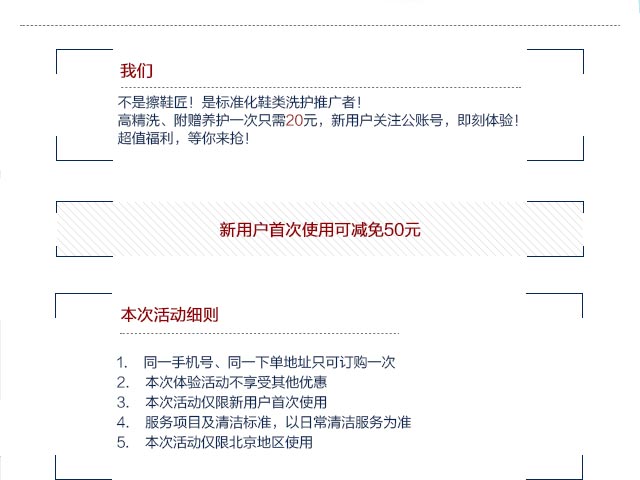 我们
不是擦鞋匠！是标准化鞋类洗护推广者！
高精洗、附赠养护一次只需20元，新用户关注公账号，即刻体验！
超值福利，等你来抢！
新用户首次使用可减免50元
本次活动细则
1. 同一手机号、同一下单地址只可订购一次
2. 本次体验活动不享受其他优惠
3. 本次活动仅限新用户首次使用
4. 服务项目及清洁标准，以日常清洁服务为准
5. 本次活动仅限北京地区使用